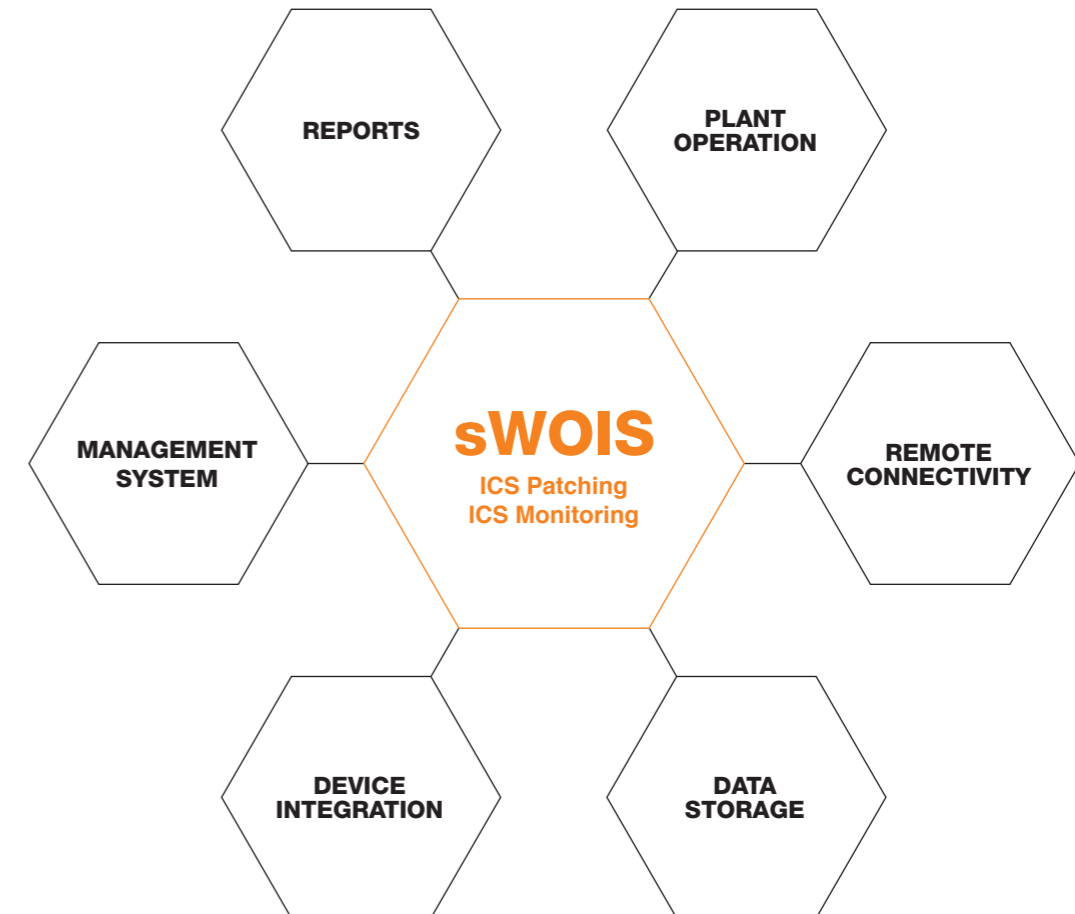 REPORTS
PLANT
OPERATION
MANAGEMENT
SYSTEM
sWOIS
ICS Patching
ICS Monitoring
REMOTE
CONNECTIVITY
DEVICE
INTEGRATION
DATA
STORAGE